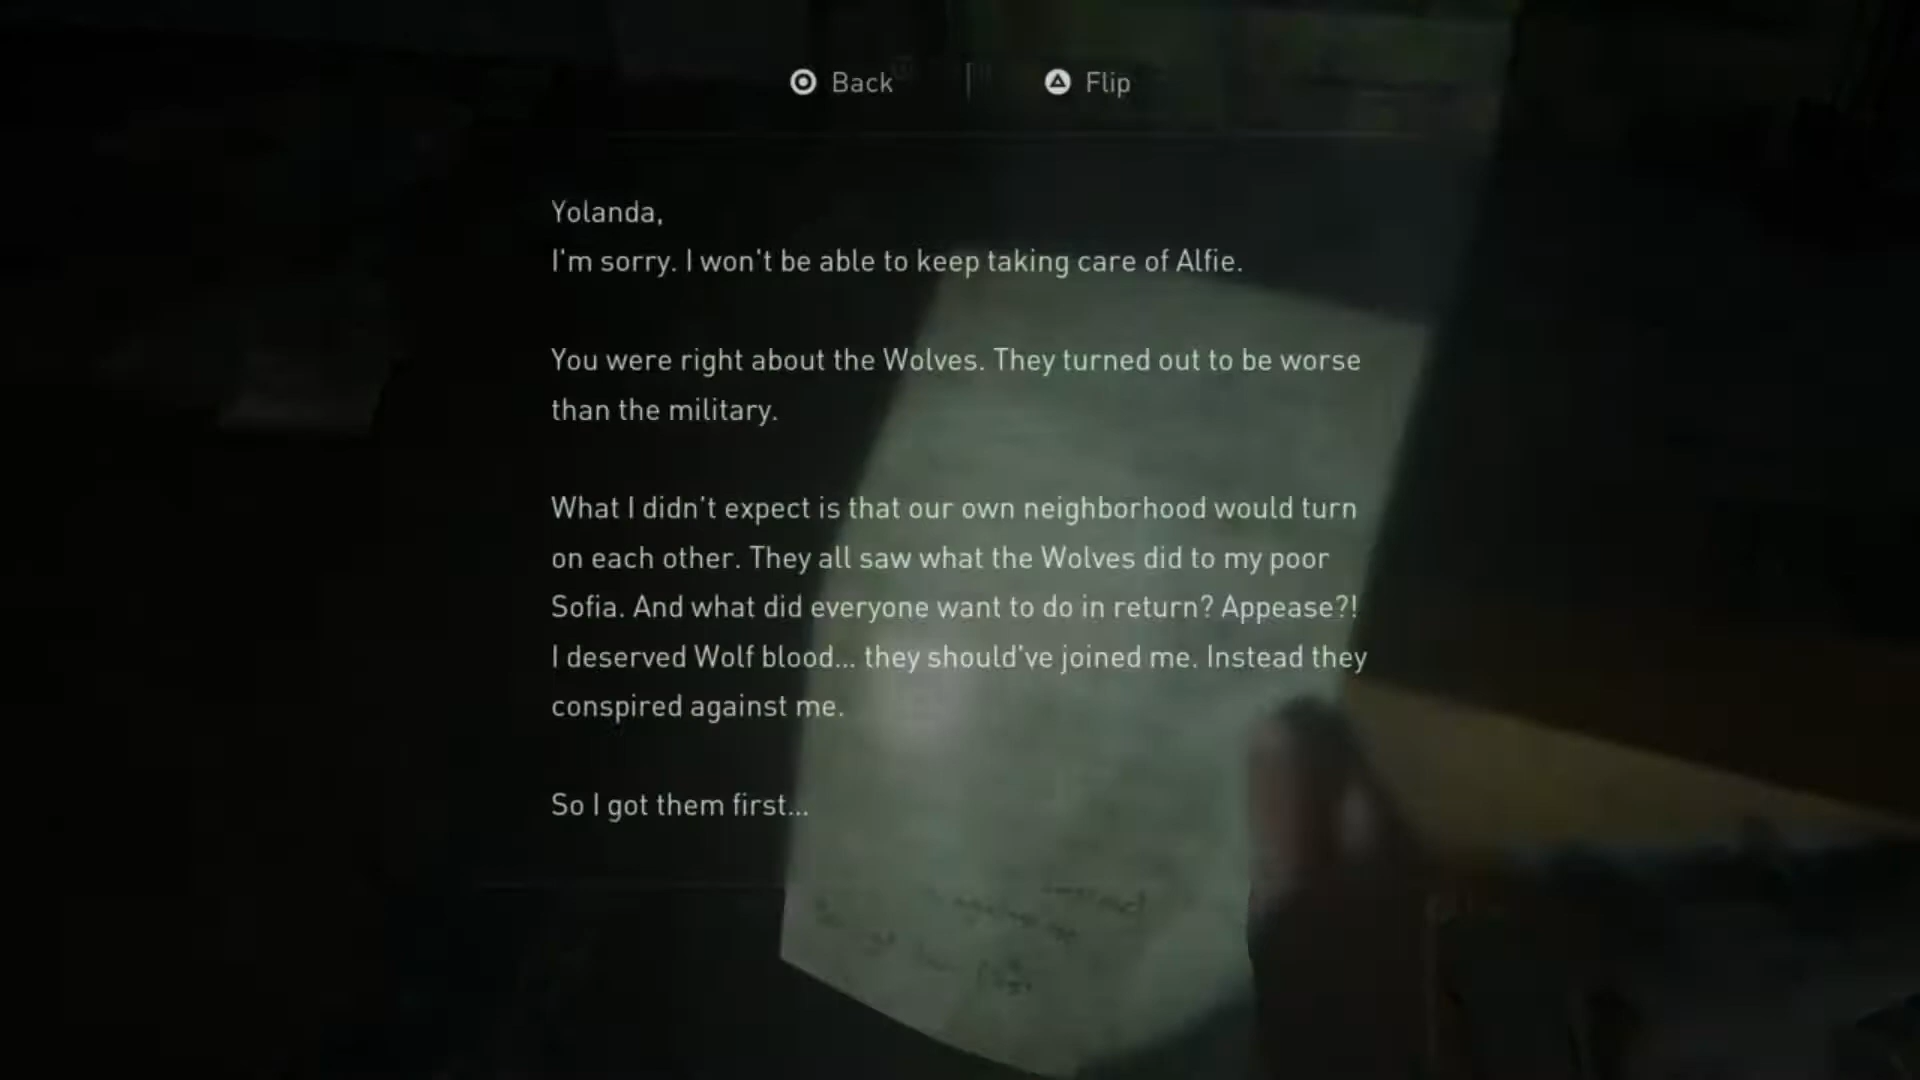 Back | Flip
Yolanda,
I'm sorry. I won't be able to keep taking care of Alfie.
You were right about the Wolves. They turned out to be worse
than the military.
What I didn't expect is that our own neighborhood would turn
on each other. They all saw what the Wolves did to my poor
Sofia. And what did everyone want to do in return? Appease?!
I deserved Wolf blood... they should've joined me. Instead they
conspired against me.
So I got them first...